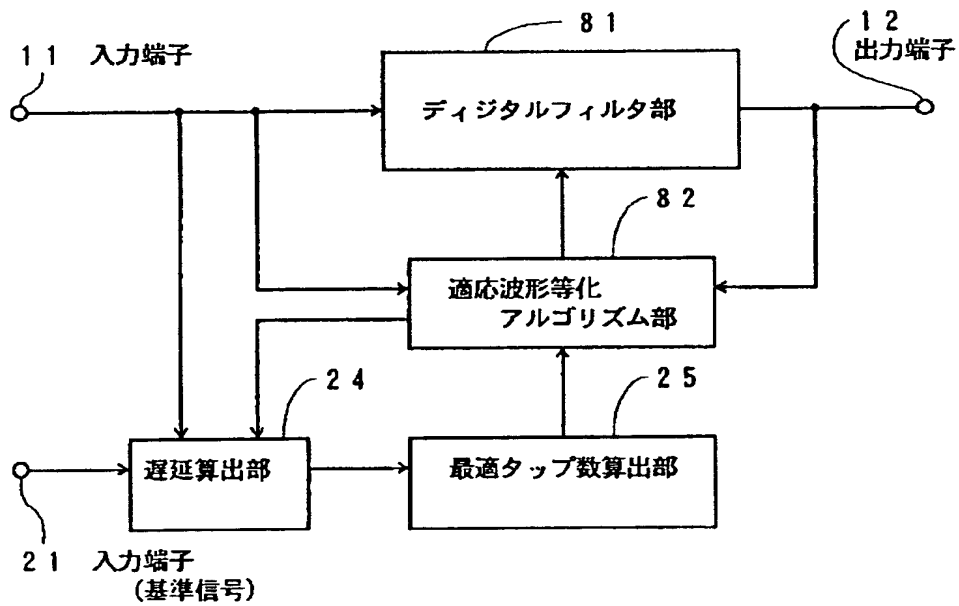 81
12
出力端子
11 入力端子
ディジタルフィルタ部
82
適応波形等化
アルゴリズム部
24
25
遅延算出部
最適タップ数算出部
21 入力端子
(基準信号)